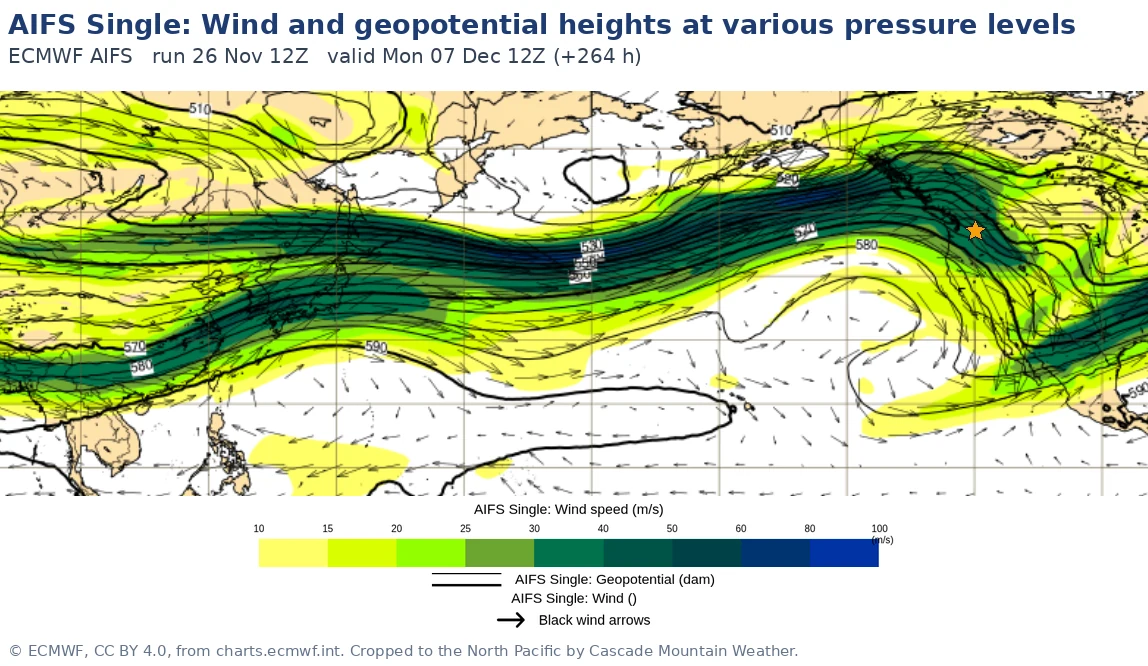 AIFS Single: Wind and geopotential heights at various pressure levels
ECMWF AIFS run 26 Nov 12Z valid Mon 07 Dec 12Z (+264 h)
510
510
520
530
570
580
570
590
580
590
AIFS Single: Wind speed (m/s)
10 15 20 25 30 40 50 60 80 100
(m/s)
AIFS Single: Geopotential (dam)
AIFS Single: Wind ()
Black wind arrows
© ECMWF, CC BY 4.0, from charts.ecmwf.int. Cropped to the North Pacific by Cascade Mountain Weather.